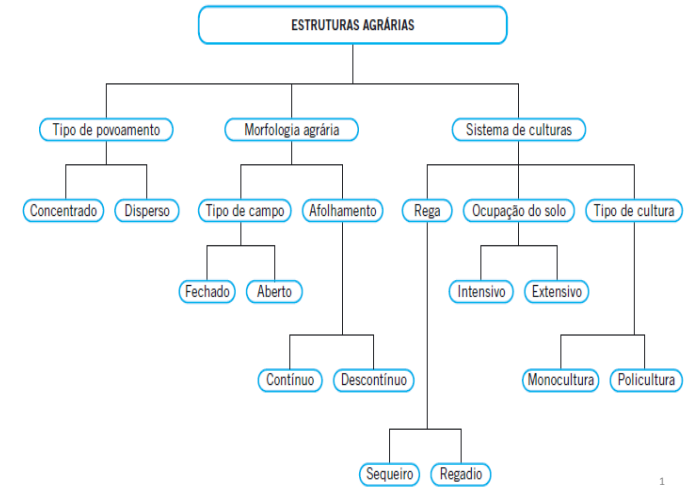 ESTRUTURAS AGRÁRIAS
Tipo de povoamento
Morfologia agrária
Sistema de culturas
Concentrado
Disperso
Tipo de campo
Afolhamento
Rega
Ocupação do solo
Tipo de cultura
Fechado
Aberto
Intensivo
Extensivo
Contínuo
Descontínuo
Monocultura
Policultura
Sequeiro
Regadio
1